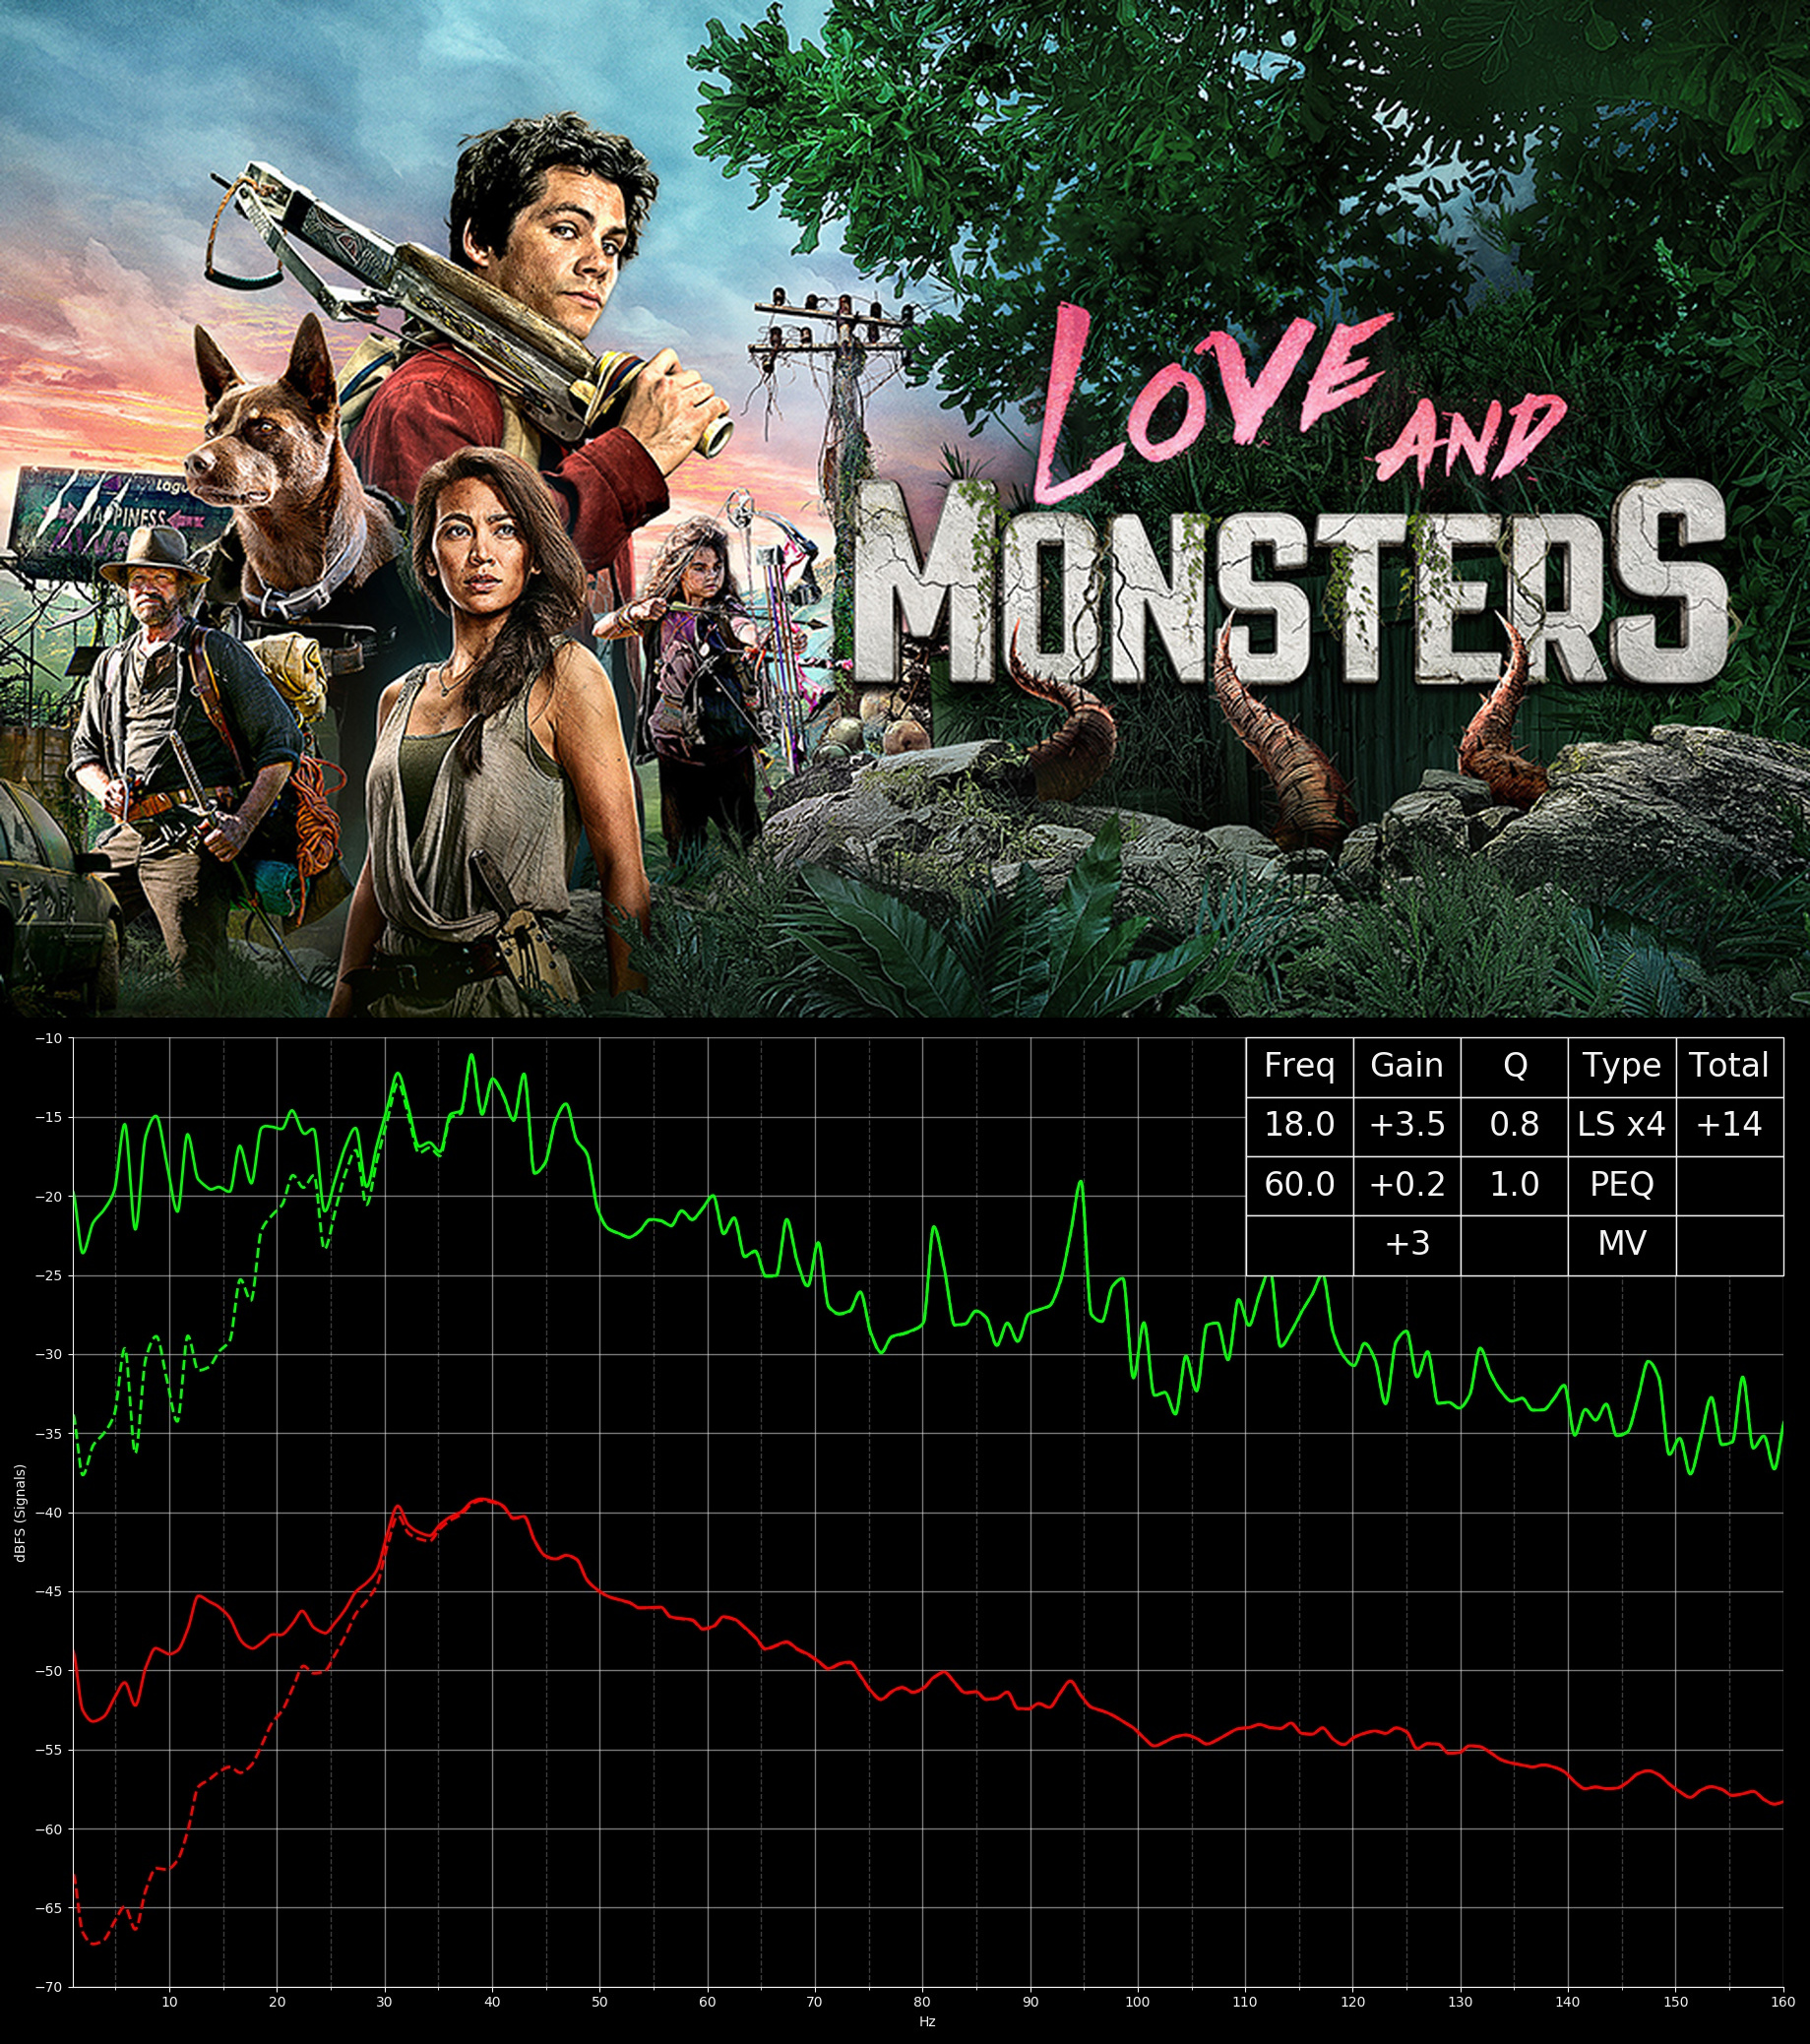 LOVE
AND
MONSTERS
HAPPINESS
Freq Gain Q Type Total
18.0 +3.5 0.8 LS x4 +14
60.0 +0.2 1.0 PEQ
+3 MV
−10
−15
−20
−25
−30
−35
−40
−45
−50
−55
−60
−65
−70
dBFS (Signals)
10 20 30 40 50 60 70 80 90 100 110 120 130 140 150 160
Hz